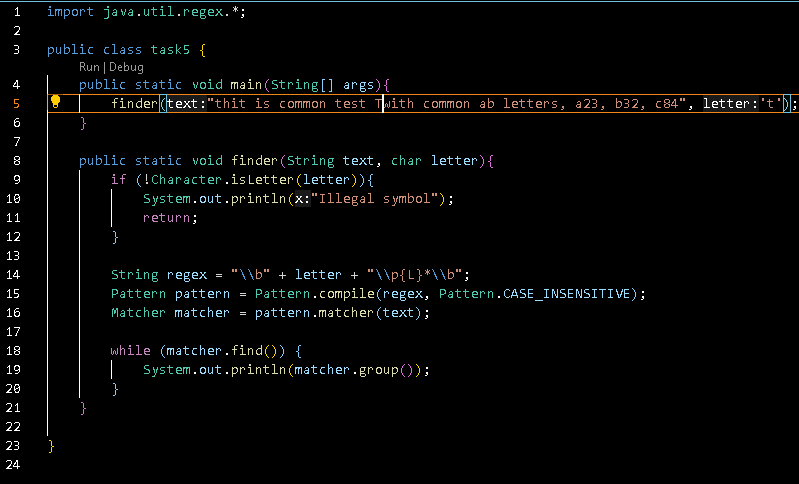 1 import java.util.regex.*;
2
3 public class task5 {
Run | Debug
4 public static void main(String[] args){
5 finder(text:"thit is common test Twith common ab letters, a23, b32, c84", letter:'t');
6 }
7
8 public static void finder(String text, char letter){
9 if (!Character.isLetter(letter)){
10 System.out.println(x:"Illegal symbol");
11 return;
12 }
13
14 String regex = "\\b" + letter + "\\p{L}*\\b";
15 Pattern pattern = Pattern.compile(regex, Pattern.CASE_INSENSITIVE);
16 Matcher matcher = pattern.matcher(text);
17
18 while (matcher.find()) {
19 System.out.println(matcher.group());
20 }
21 }
22
23 }
24